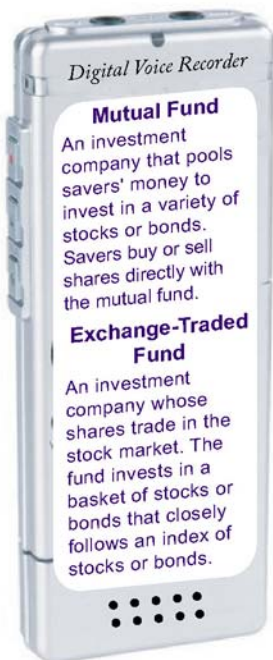 Digital Voice Recorder
Mutual Fund
An investment
company that pools
savers' money to
invest in a variety of
stocks or bonds.
Savers buy or sell
shares directly with
the mutual fund.
Exchange-Traded
Fund
An investment
company whose
shares trade in the
stock market. The
fund invests in a
basket of stocks or
bonds that closely
follows an index of
stocks or bonds.